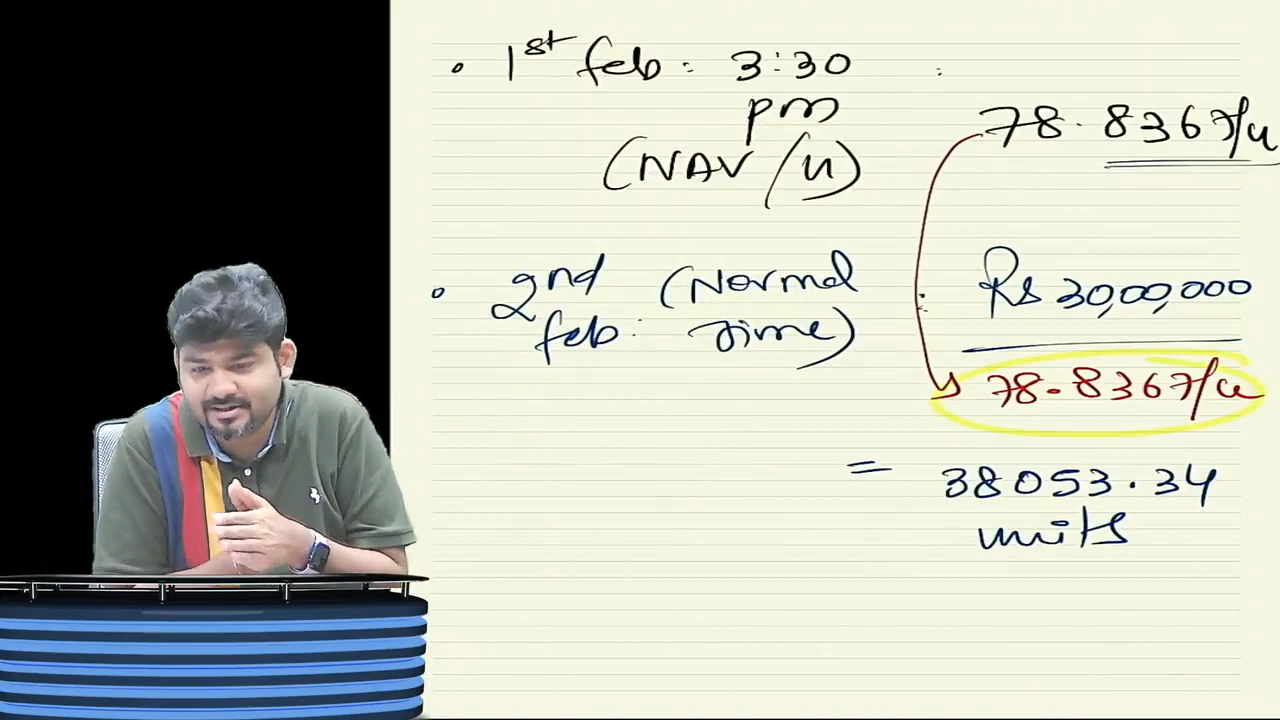 • 1st feb : 3:30 :
pm 78.8367/u
(NAV/u)
• 2nd (Normal : Rs 30,00,000
feb : time)
78.8367/u
= 38053.34
units